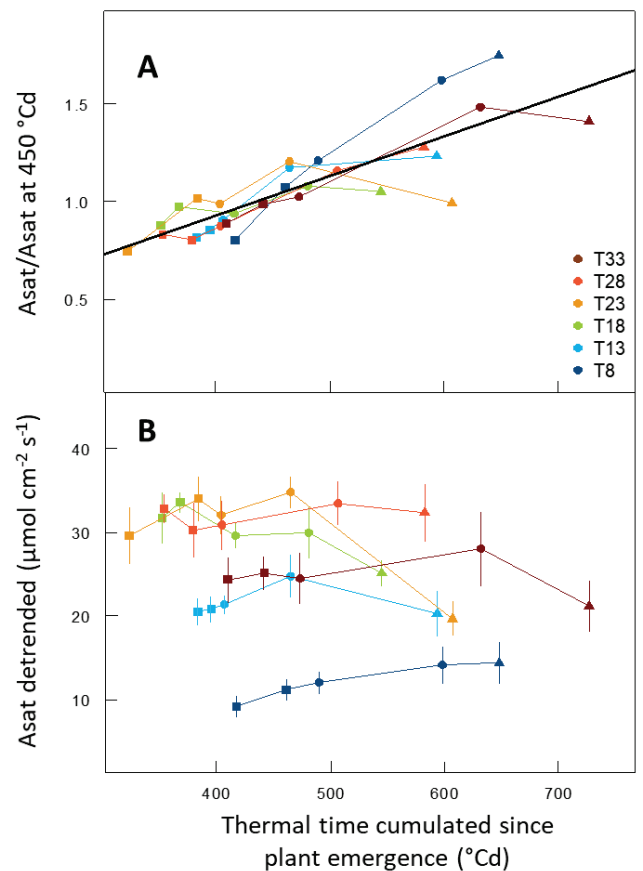 A
Asat/Asat at 450 °Cd
1.5
1.0
0.5
T33
T28
T23
T18
T13
T8
B
Asat detrended (µmol cm⁻² s⁻¹)
40
30
20
10
400 500 600 700
Thermal time cumulated since
plant emergence (°Cd)